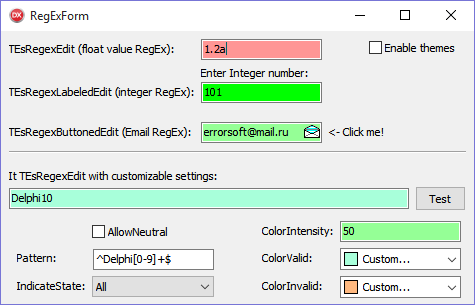 RegExForm
TEsRegexEdit (float value RegEx): 1.2a Enable themes
Enter Integer number:
TEsRegexLabeledEdit (integer RegEx): 101
TEsRegexButtonedEdit (Email RegEx): errorsoft@mail.ru <- Click me!
It TEsRegexEdit with customizable settings:
Delphi10 Test
AllowNeutral ColorIntensity: 50
Pattern: ^Delphi[0-9]+$ ColorValid: Custom...
IndicateState: All ColorInvalid: Custom...